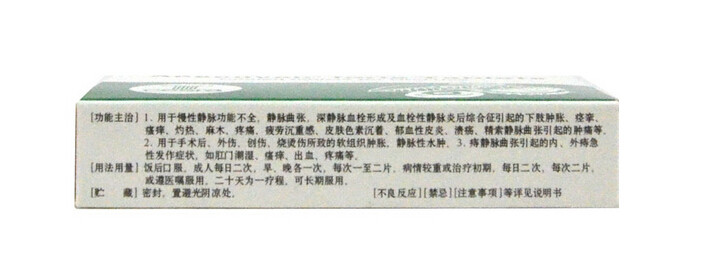 [功能主治] 1. 用于慢性静脉功能不全, 静脉曲张, 深静脉血栓形成及血栓性静脉炎后综合征引起的下肢肿胀、痉挛、
瘙痒、灼热、麻木、疼痛、疲劳沉重感、皮肤色素沉着、郁血性皮炎、溃疡、精索静脉曲张引起的肿痛等。
2. 用于手术后、外伤、创伤、烧烫伤所致的软组织肿胀、静脉性水肿。3. 痔静脉曲张引起的内、外痔急
性发作症状, 如肛门潮湿、瘙痒、出血、疼痛等。
[用法用量] 饭后口服, 成人每日二次, 早、晚各一次, 每次一至二片, 病情较重或治疗初期, 每日二次, 每次二片,
或遵医嘱服用, 二十天为一疗程, 可长期服用。
[贮 藏] 密封, 置避光阴凉处。 [不良反应] [禁忌] [注意事项] 等详见说明书